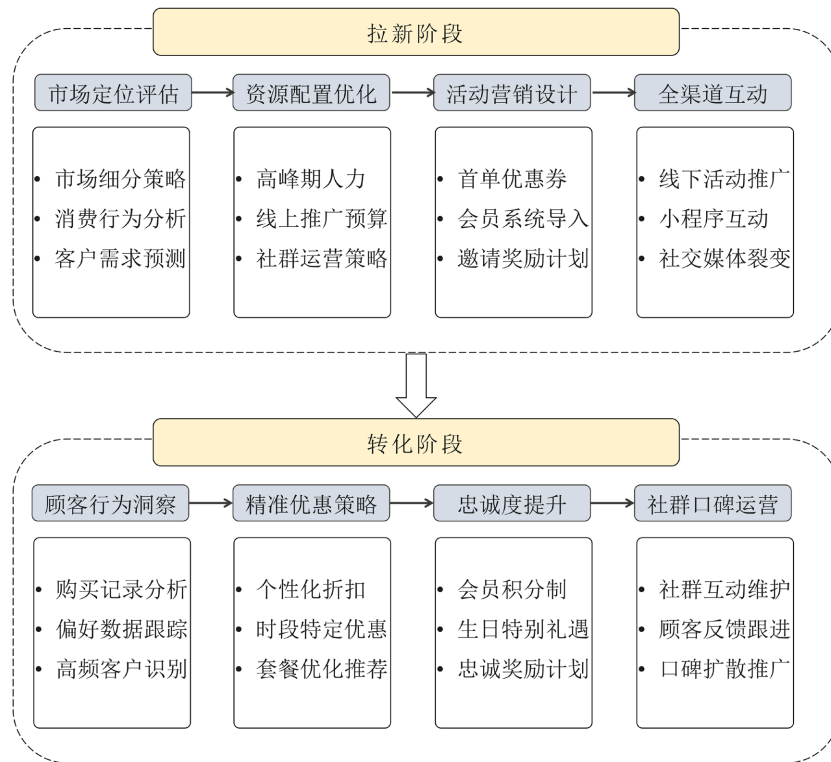 拉新阶段
市场定位评估
资源配置优化
活动营销设计
全渠道互动
• 市场细分策略
• 消费行为分析
• 客户需求预测
• 高峰期人力
• 线上推广预算
• 社群运营策略
• 首单优惠券
• 会员系统导入
• 邀请奖励计划
• 线下活动推广
• 小程序互动
• 社交媒体裂变
转化阶段
顾客行为洞察
精准优惠策略
忠诚度提升
社群口碑运营
• 购买记录分析
• 偏好数据跟踪
• 高频客户识别
• 个性化折扣
• 时段特定优惠
• 套餐优化推荐
• 会员积分制
• 生日特别礼遇
• 忠诚奖励计划
• 社群互动维护
• 顾客反馈跟进
• 口碑扩散推广